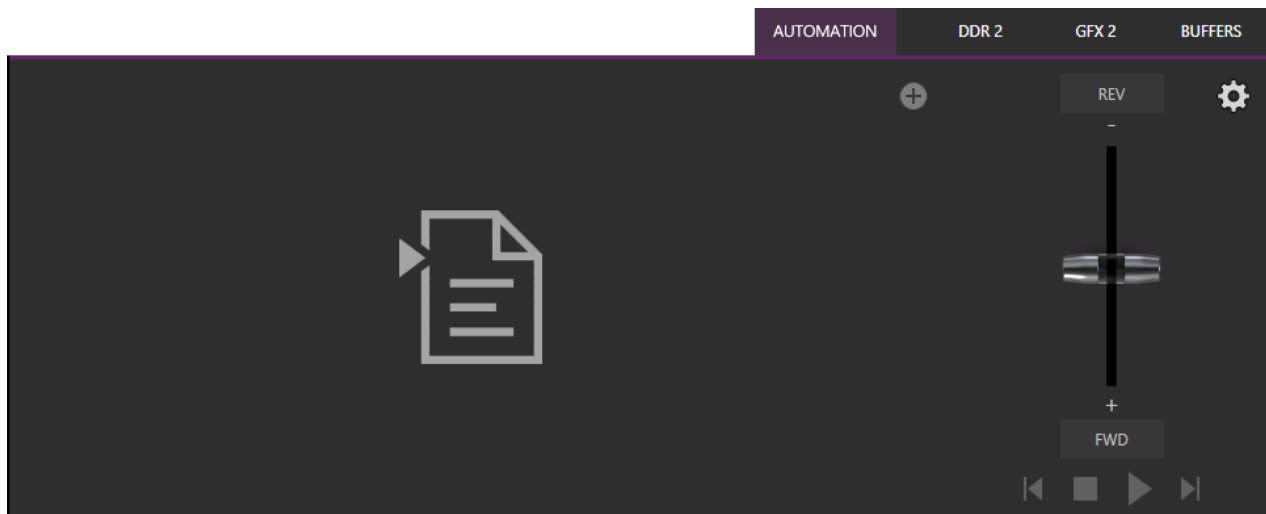 AUTOMATION DDR 2 GFX 2 BUFFERS
REV
-
+
FWD